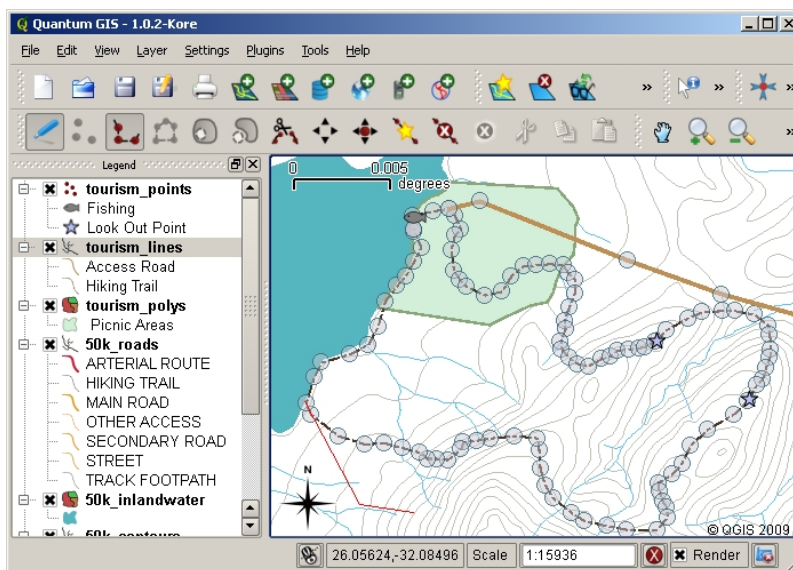 Quantum GIS - 1.0.2-Kore
File Edit View Layer Settings Plugins Tools Help
Legend
tourism_points
Fishing
Look Out Point
tourism_lines
Access Road
Hiking Trail
tourism_polys
Picnic Areas
50k_roads
ARTERIAL ROUTE
HIKING TRAIL
MAIN ROAD
OTHER ACCESS
SECONDARY ROAD
STREET
TRACK FOOTPATH
50k_inlandwater
50k_contours
0 0.005
degrees
N
© QGIS 2009
26.05624,-32.08496 Scale 1:15936 Render